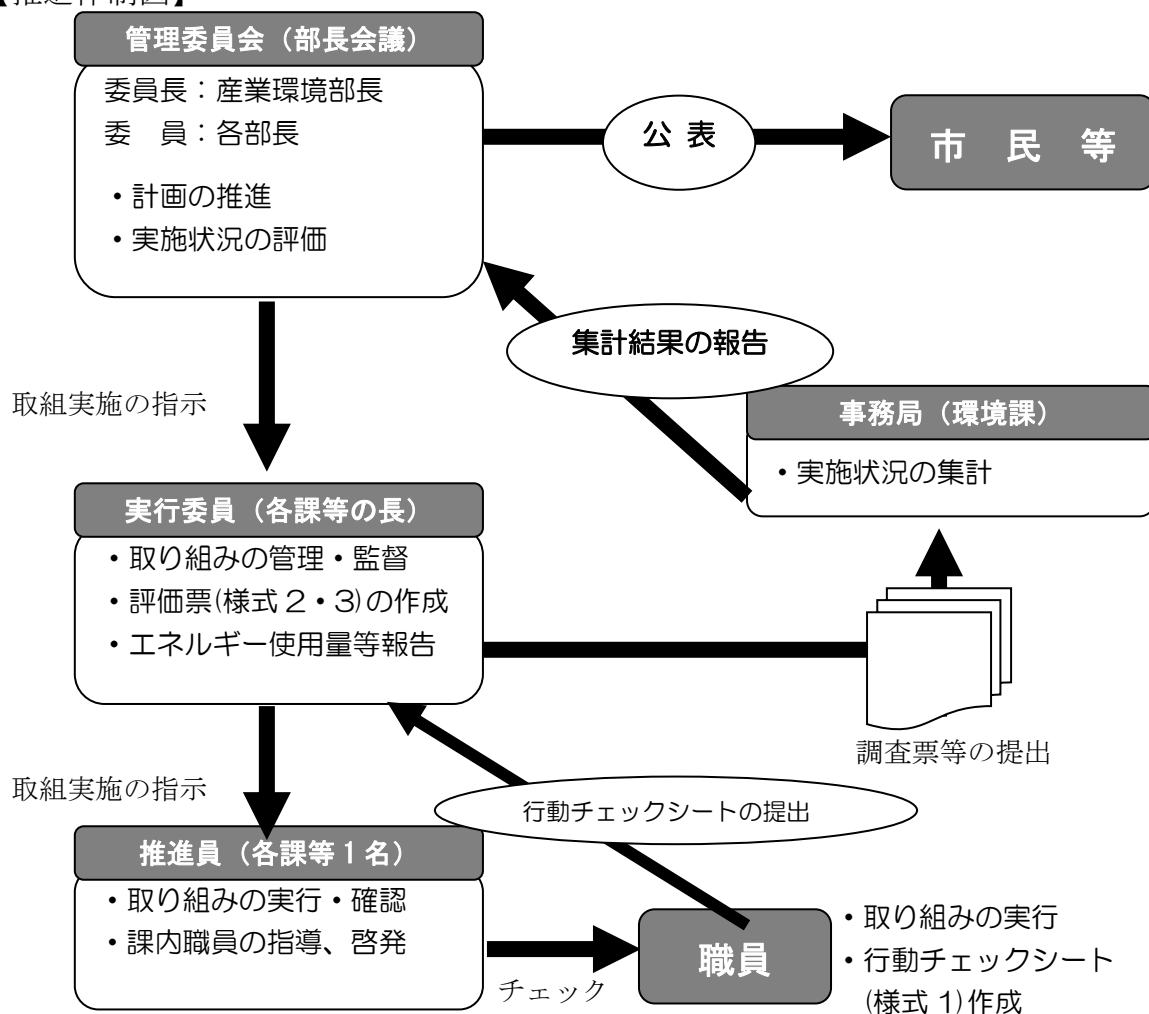 【推進体制図】
管理委員会（部長会議）
委員長：産業環境部長
委　員：各部長
・計画の推進
・実施状況の評価
公 表
市　民　等
集計結果の報告
取組実施の指示
事務局（環境課）
・実施状況の集計
実行委員（各課等の長）
・取り組みの管理・監督
・評価票(様式２・３)の作成
・エネルギー使用量等報告
調査票等の提出
取組実施の指示
行動チェックシートの提出
推進員（各課等１名）
・取り組みの実行・確認
・課内職員の指導、啓発
チェック
職員
・取り組みの実行
・行動チェックシート
(様式 1)作成